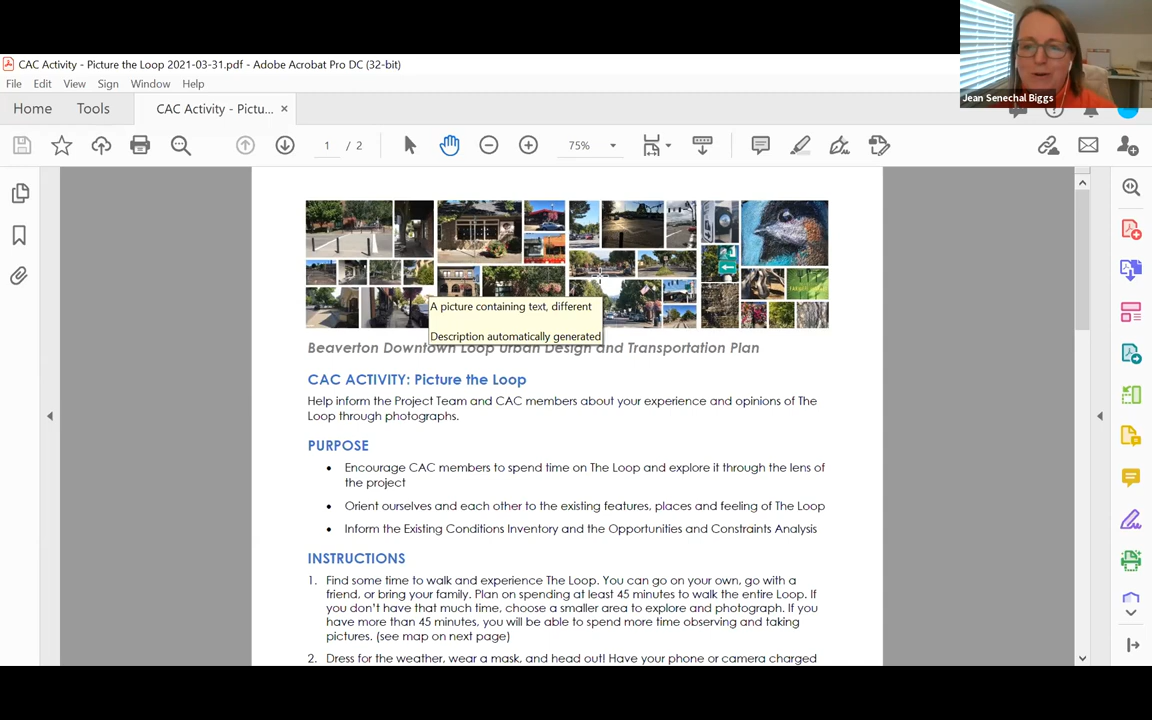 Jean Senechal Biggs
CAC Activity - Picture the Loop 2021-03-31.pdf - Adobe Acrobat Pro DC (32-bit)
File Edit View Sign Window Help
Home Tools CAC Activity - Pictu... ×
1 / 2 75%
A picture containing text, different
Description automatically generated
Beaverton Downtown Loop Urban Design and Transportation Plan
CAC ACTIVITY: Picture the Loop
Help inform the Project Team and CAC members about your experience and opinions of The
Loop through photographs.
PURPOSE
• Encourage CAC members to spend time on The Loop and explore it through the lens of
the project
• Orient ourselves and each other to the existing features, places and feeling of The Loop
• Inform the Existing Conditions Inventory and the Opportunities and Constraints Analysis
INSTRUCTIONS
1. Find some time to walk and experience The Loop. You can go on your own, go with a
friend, or bring your family. Plan on spending at least 45 minutes to walk the entire Loop. If
you don't have that much time, choose a smaller area to explore and photograph. If you
have more than 45 minutes, you will be able to spend more time observing and taking
pictures. (see map on next page)
2. Dress for the weather, wear a mask, and head out! Have your phone or camera charged